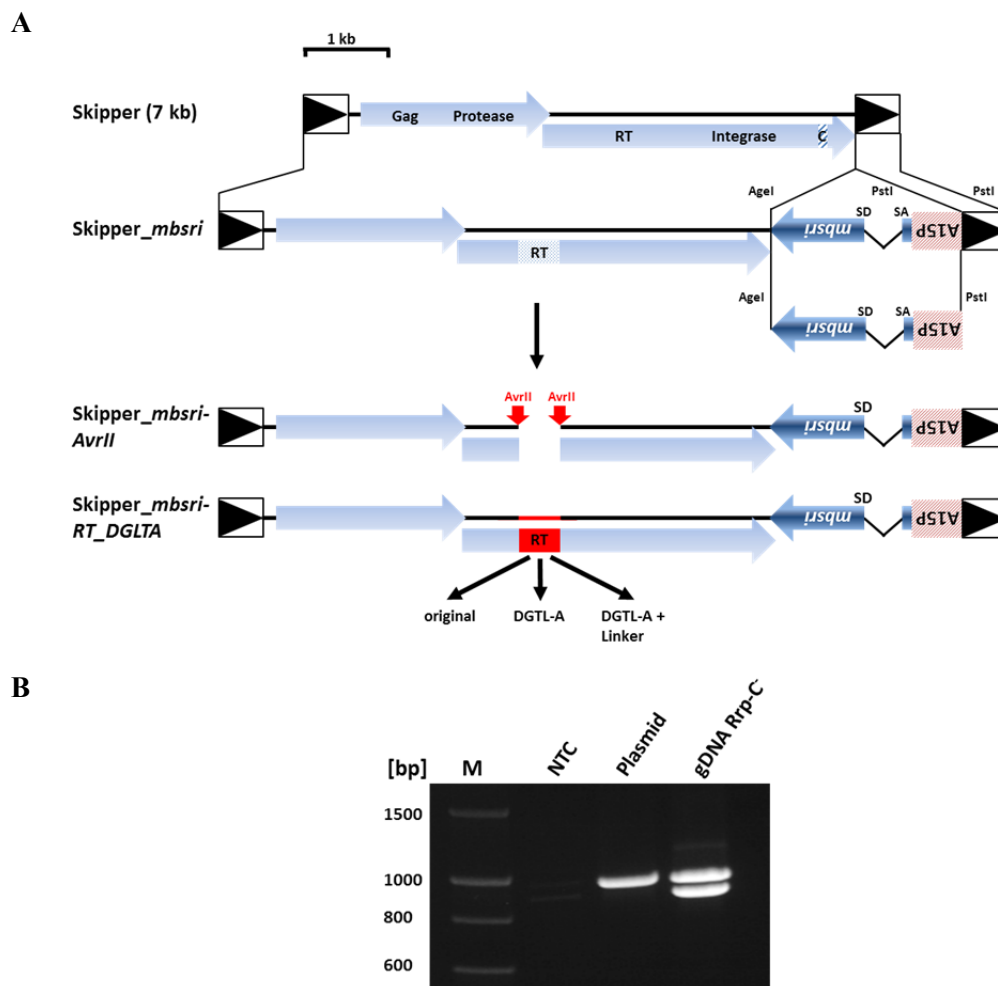 A
1 kb
Skipper (7 kb)
Gag Protease
RT Integrase C
AgeI PstI PstI
Skipper_mbsri
mbsri SD SA A15P
RT
AgeI PstI
mbsri SD SA A15P
AvrII AvrII
Skipper_mbsri-
AvrII
mbsri SD A15P
Skipper_mbsri-
RT_DGLTA
mbsri SD A15P
RT
original DGTL-A DGTL-A +
Linker
B
[bp] M NTC Plasmid gDNA Rrp-C-
1500
1000
800
600